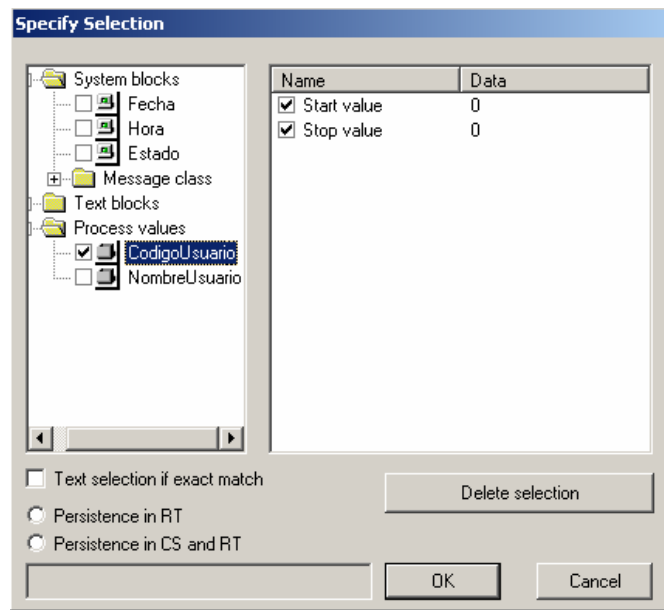 Specify Selection
System blocks
Fecha
Hora
Estado
Message class
Text blocks
Process values
CodigoUsuario
NombreUsuario
Name Data
Start value 0
Stop value 0
Text selection if exact match
Delete selection
Persistence in RT
Persistence in CS and RT
OK Cancel